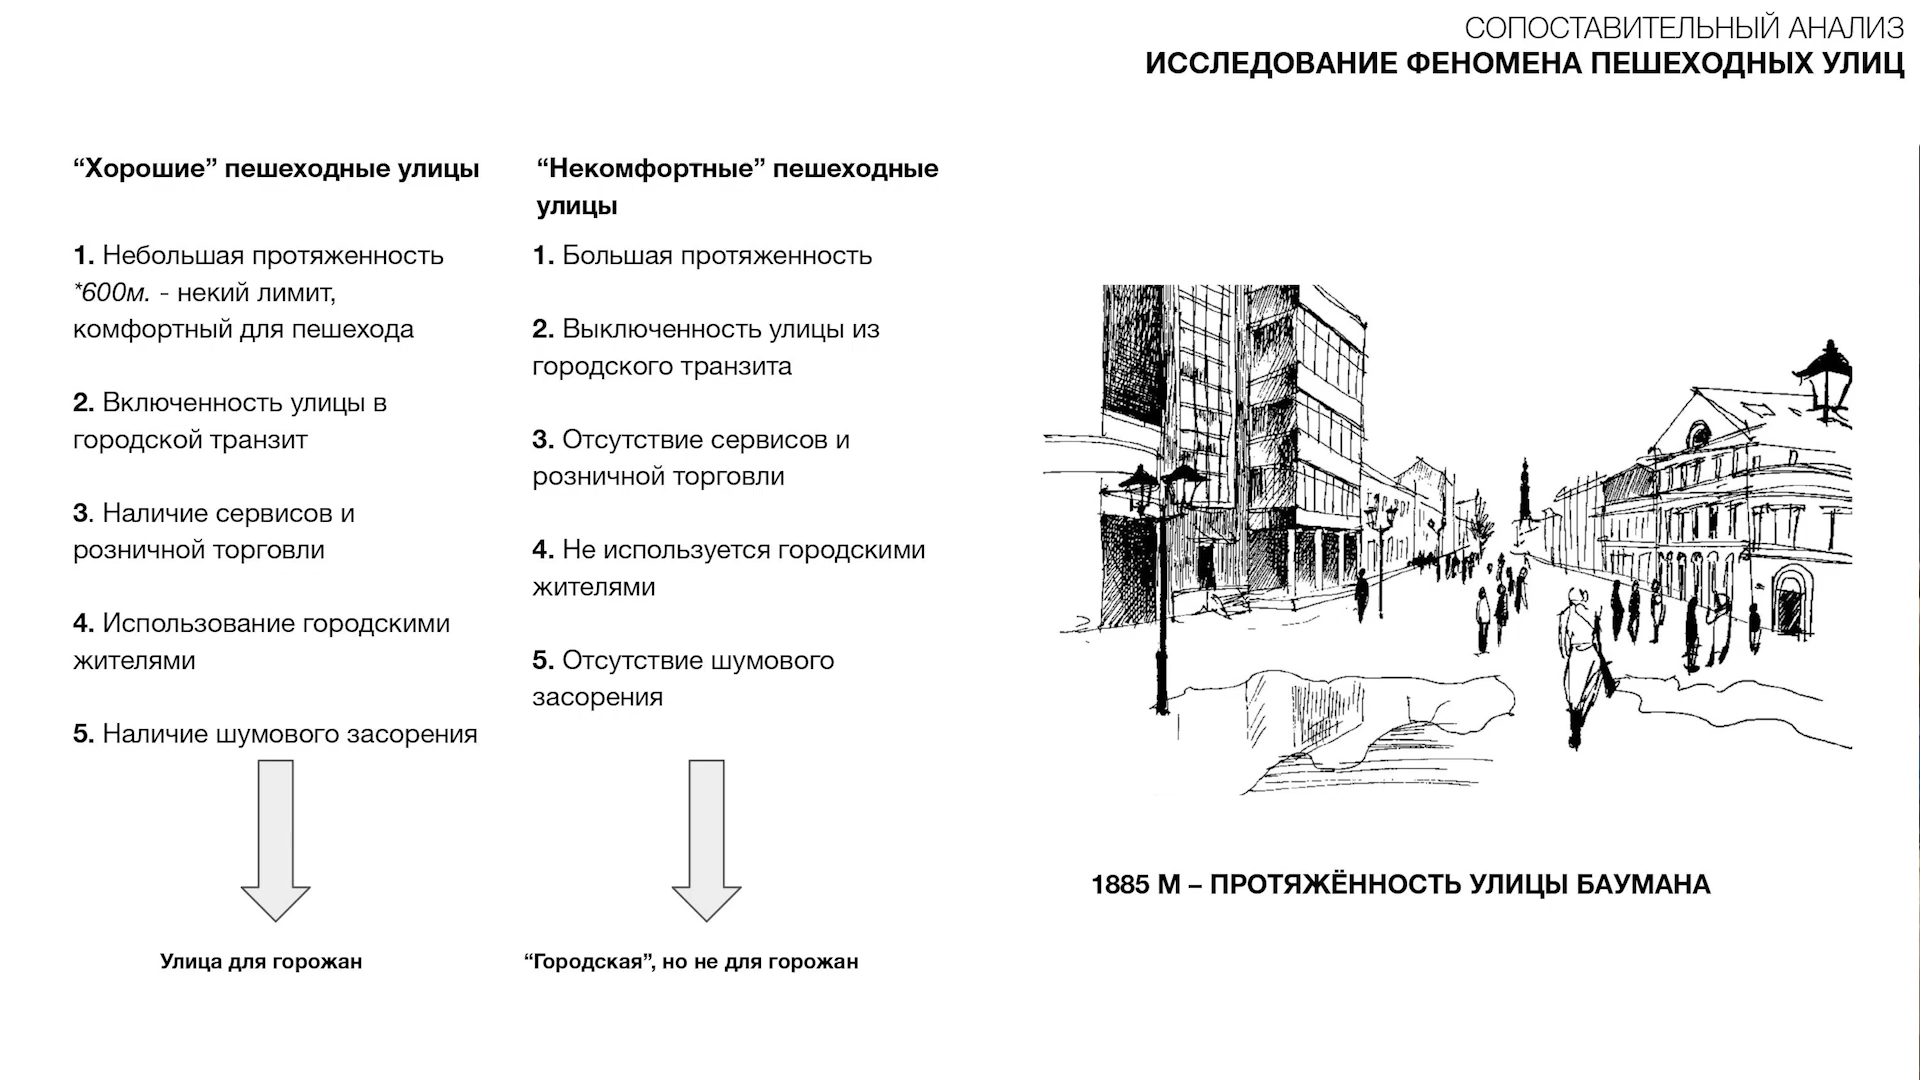 СОПОСТАВИТЕЛЬНЫЙ АНАЛИЗ
ИССЛЕДОВАНИЕ ФЕНОМЕНА ПЕШЕХОДНЫХ УЛИЦ
“Хорошие” пешеходные улицы
1. Небольшая протяженность
*600м. - некий лимит,
комфортный для пешехода
2. Включенность улицы в
городской транзит
3. Наличие сервисов и
розничной торговли
4. Использование городскими
жителями
5. Наличие шумового засорения
Улица для горожан
“Некомфортные” пешеходные
улицы
1. Большая протяженность
2. Выключенность улицы из
городского транзита
3. Отсутствие сервисов и
розничной торговли
4. Не используется городскими
жителями
5. Отсутствие шумового
засорения
“Городская”, но не для горожан
1885 М – ПРОТЯЖЁННОСТЬ УЛИЦЫ БАУМАНА